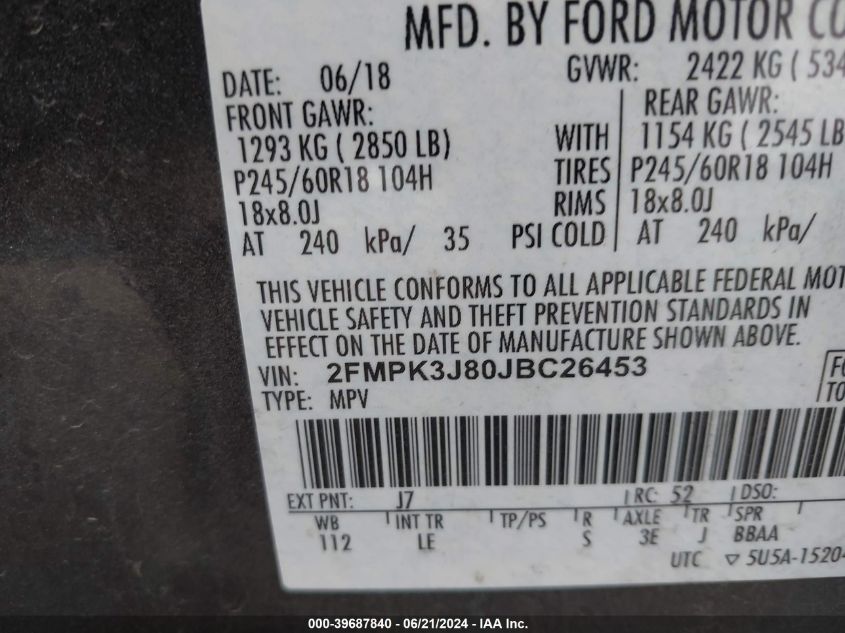 MFD. BY FORD MOTOR CO
DATE: 06/18 GVWR: 2422 KG ( 534
FRONT GAWR: REAR GAWR:
1293 KG ( 2850 LB) WITH 1154 KG ( 2545 LB
P245/60R18 104H TIRES P245/60R18 104H
18x8.0J RIMS 18x8.0J
AT 240 kPa/ 35 PSI COLD AT 240 kPa/
THIS VEHICLE CONFORMS TO ALL APPLICABLE FEDERAL MOT
VEHICLE SAFETY AND THEFT PREVENTION STANDARDS IN
EFFECT ON THE DATE OF MANUFACTURE SHOWN ABOVE.
VIN: 2FMPK3J80JBC26453 FO
TYPE: MPV TO
EXT PNT: J7 RC: 52 DSO:
WB INT TR TP/PS R AXLE TR SPR
112 LE S 3E J BBAA
UTC ▽ 5U5A-15204
000-39687840 - 06/21/2024 - IAA Inc.